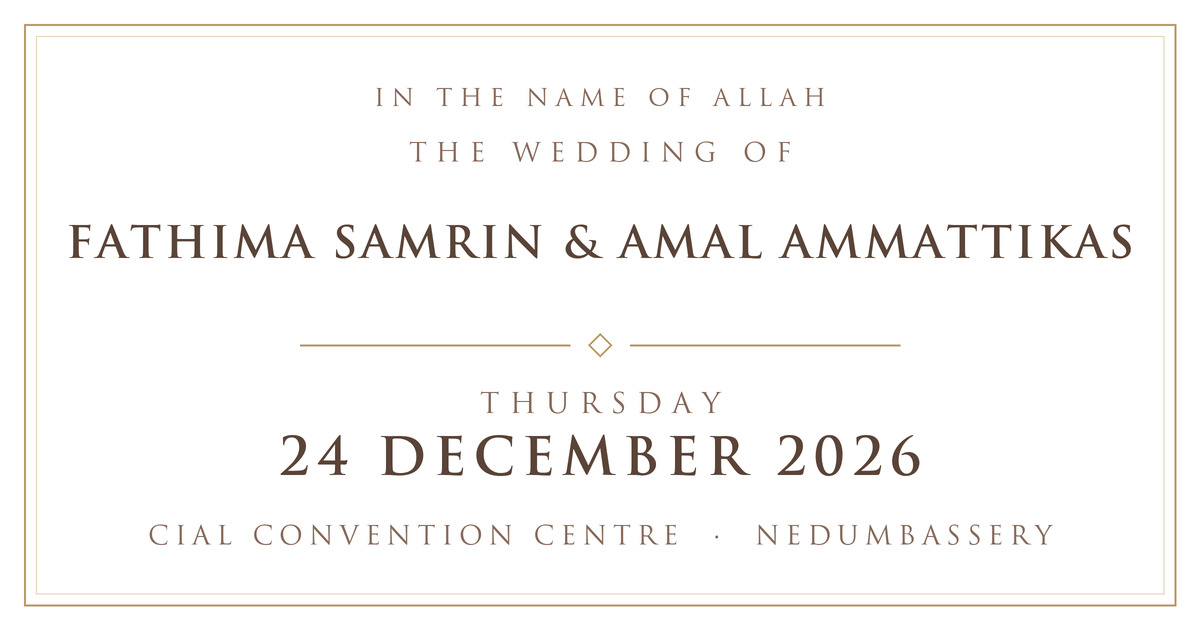 IN THE NAME OF ALLAH
THE WEDDING OF
FATHIMA SAMRIN & AMAL AMMATTIKAS
THURSDAY
24 DECEMBER 2026
CIAL CONVENTION CENTRE · NEDUMBASSERY